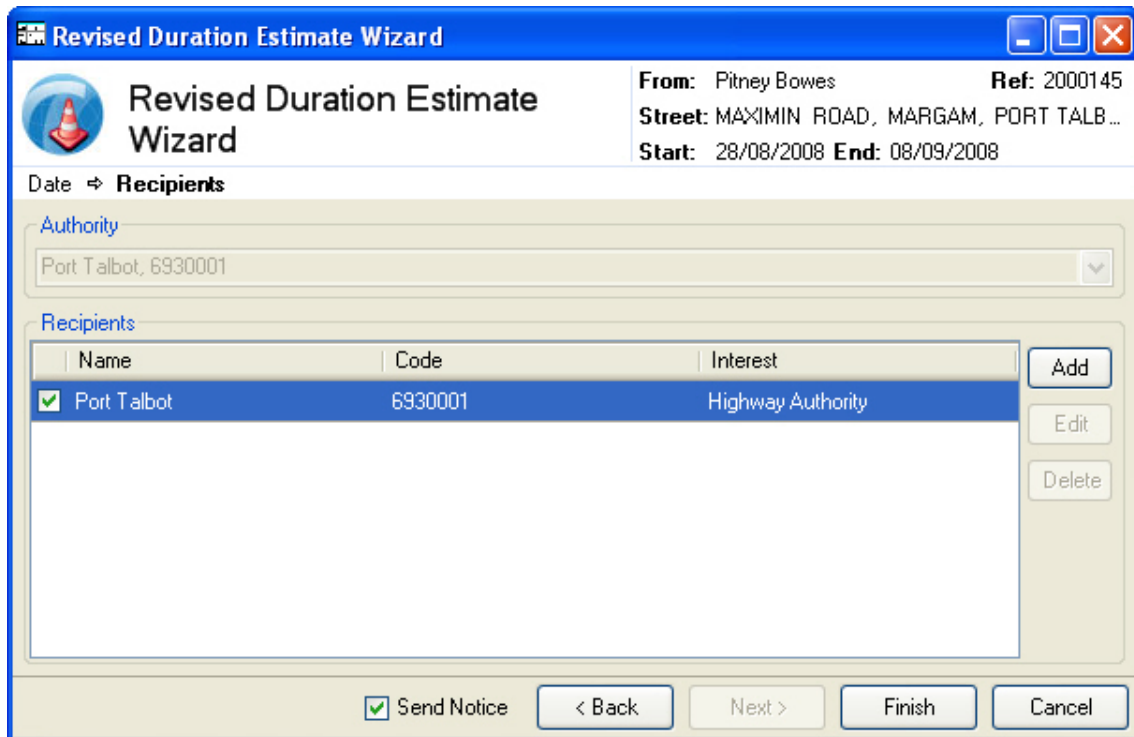 Revised Duration Estimate Wizard
Revised Duration Estimate
Wizard
From: Pitney Bowes Ref: 2000145
Street: MAXIMIN ROAD, MARGAM, PORT TALB...
Start: 28/08/2008 End: 08/09/2008
Date ⇨ Recipients
Authority
Port Talbot, 6930001
Recipients
Name Code Interest
Port Talbot 6930001 Highway Authority
Add
Edit
Delete
Send Notice < Back Next > Finish Cancel